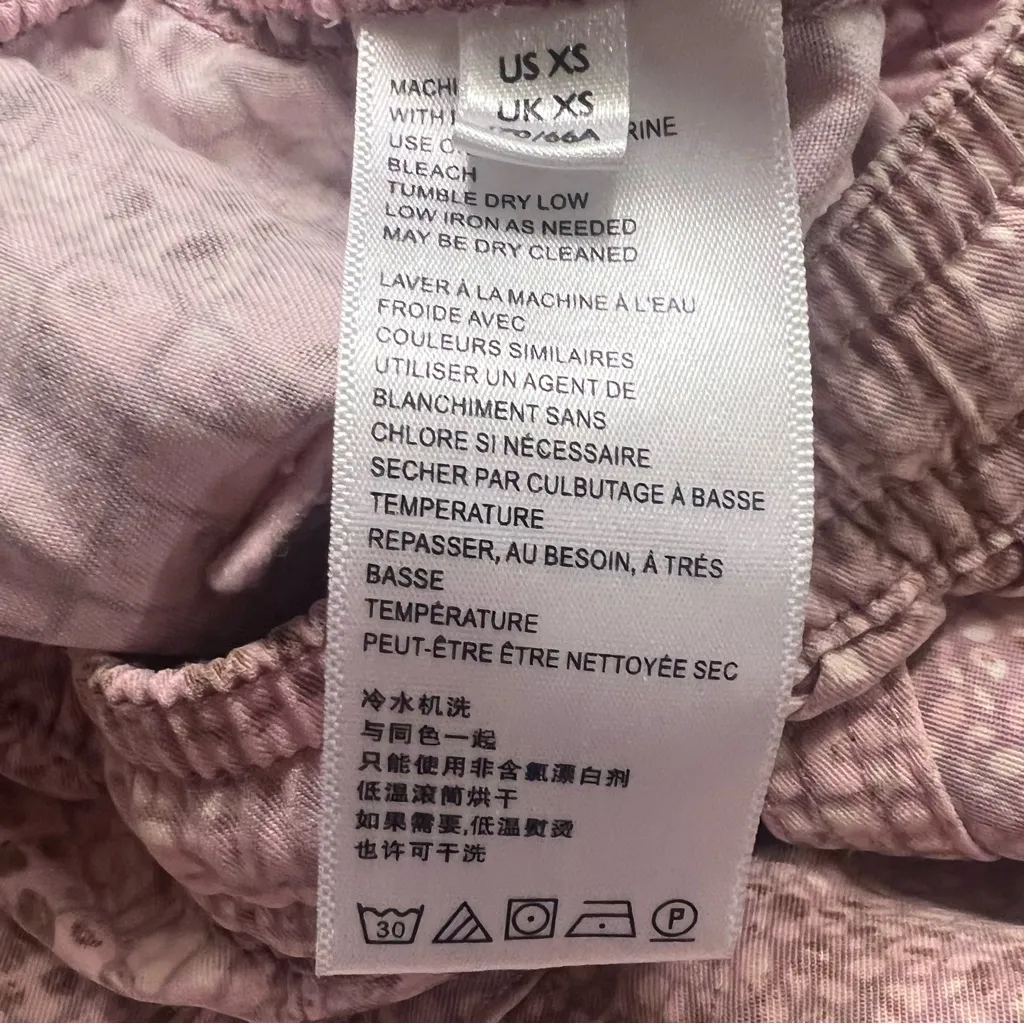 US XS
UK XS
MACHI
WITH
RINE
USE O
BLEACH
TUMBLE DRY LOW
LOW IRON AS NEEDED
MAY BE DRY CLEANED
LAVER À LA MACHINE À L'EAU
FROIDE AVEC
COULEURS SIMILAIRES
UTILISER UN AGENT DE
BLANCHIMENT SANS
CHLORE SI NÉCESSAIRE
SECHER PAR CULBUTAGE À BASSE
TEMPERATURE
REPASSER, AU BESOIN, À TRÉS
BASSE
TEMPÉRATURE
PEUT-ÊTRE ÊTRE NETTOYÉE SEC
冷水机洗
与同色一起
只能使用非含氯漂白剂
低温滚筒烘干
如果需要,低温熨烫
也许可干洗
30
P